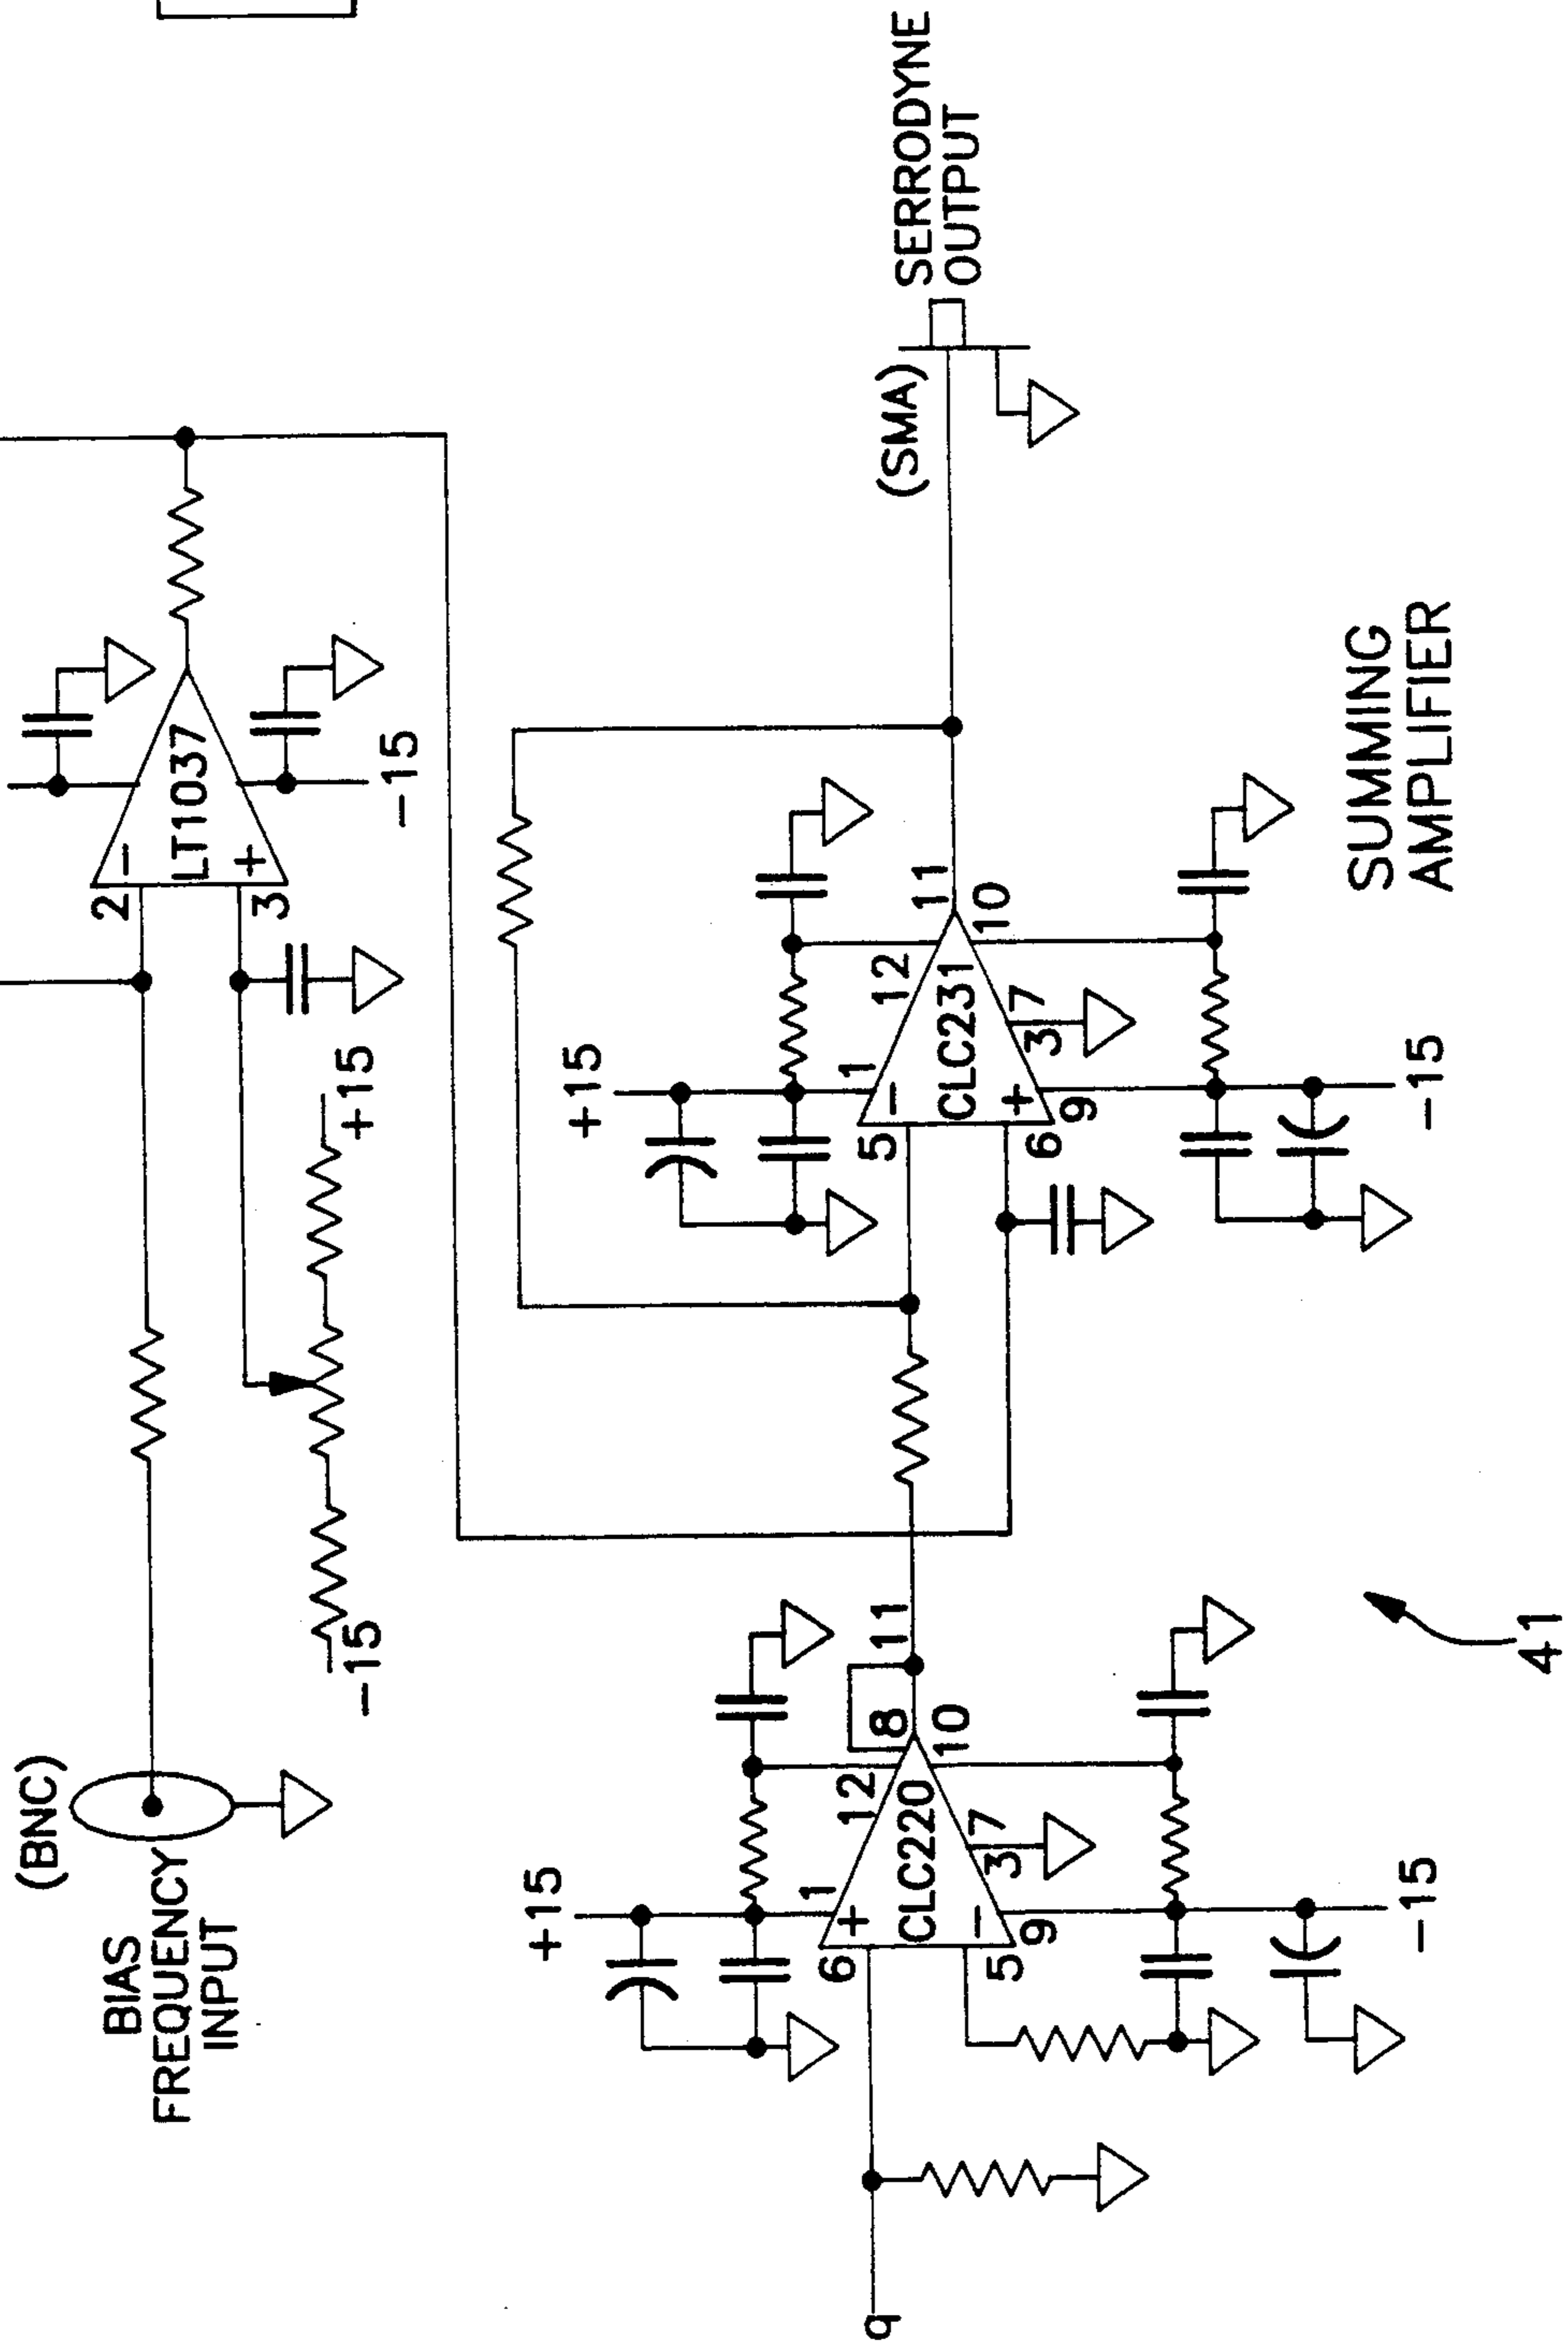 (BNC)
BIAS
FREQUENCY
INPUT
2
-
LT1037
+
3
-15
+15
-15
+15
1
12
6
+
8
11
CLC220
-
5
3
7
10
9
-15
q
+15
1
12
5
-
11
CLC231
+
6
3
7
10
9
-15
(SMA)
SERRODYNE
OUTPUT
SUMMING
AMPLIFIER
41